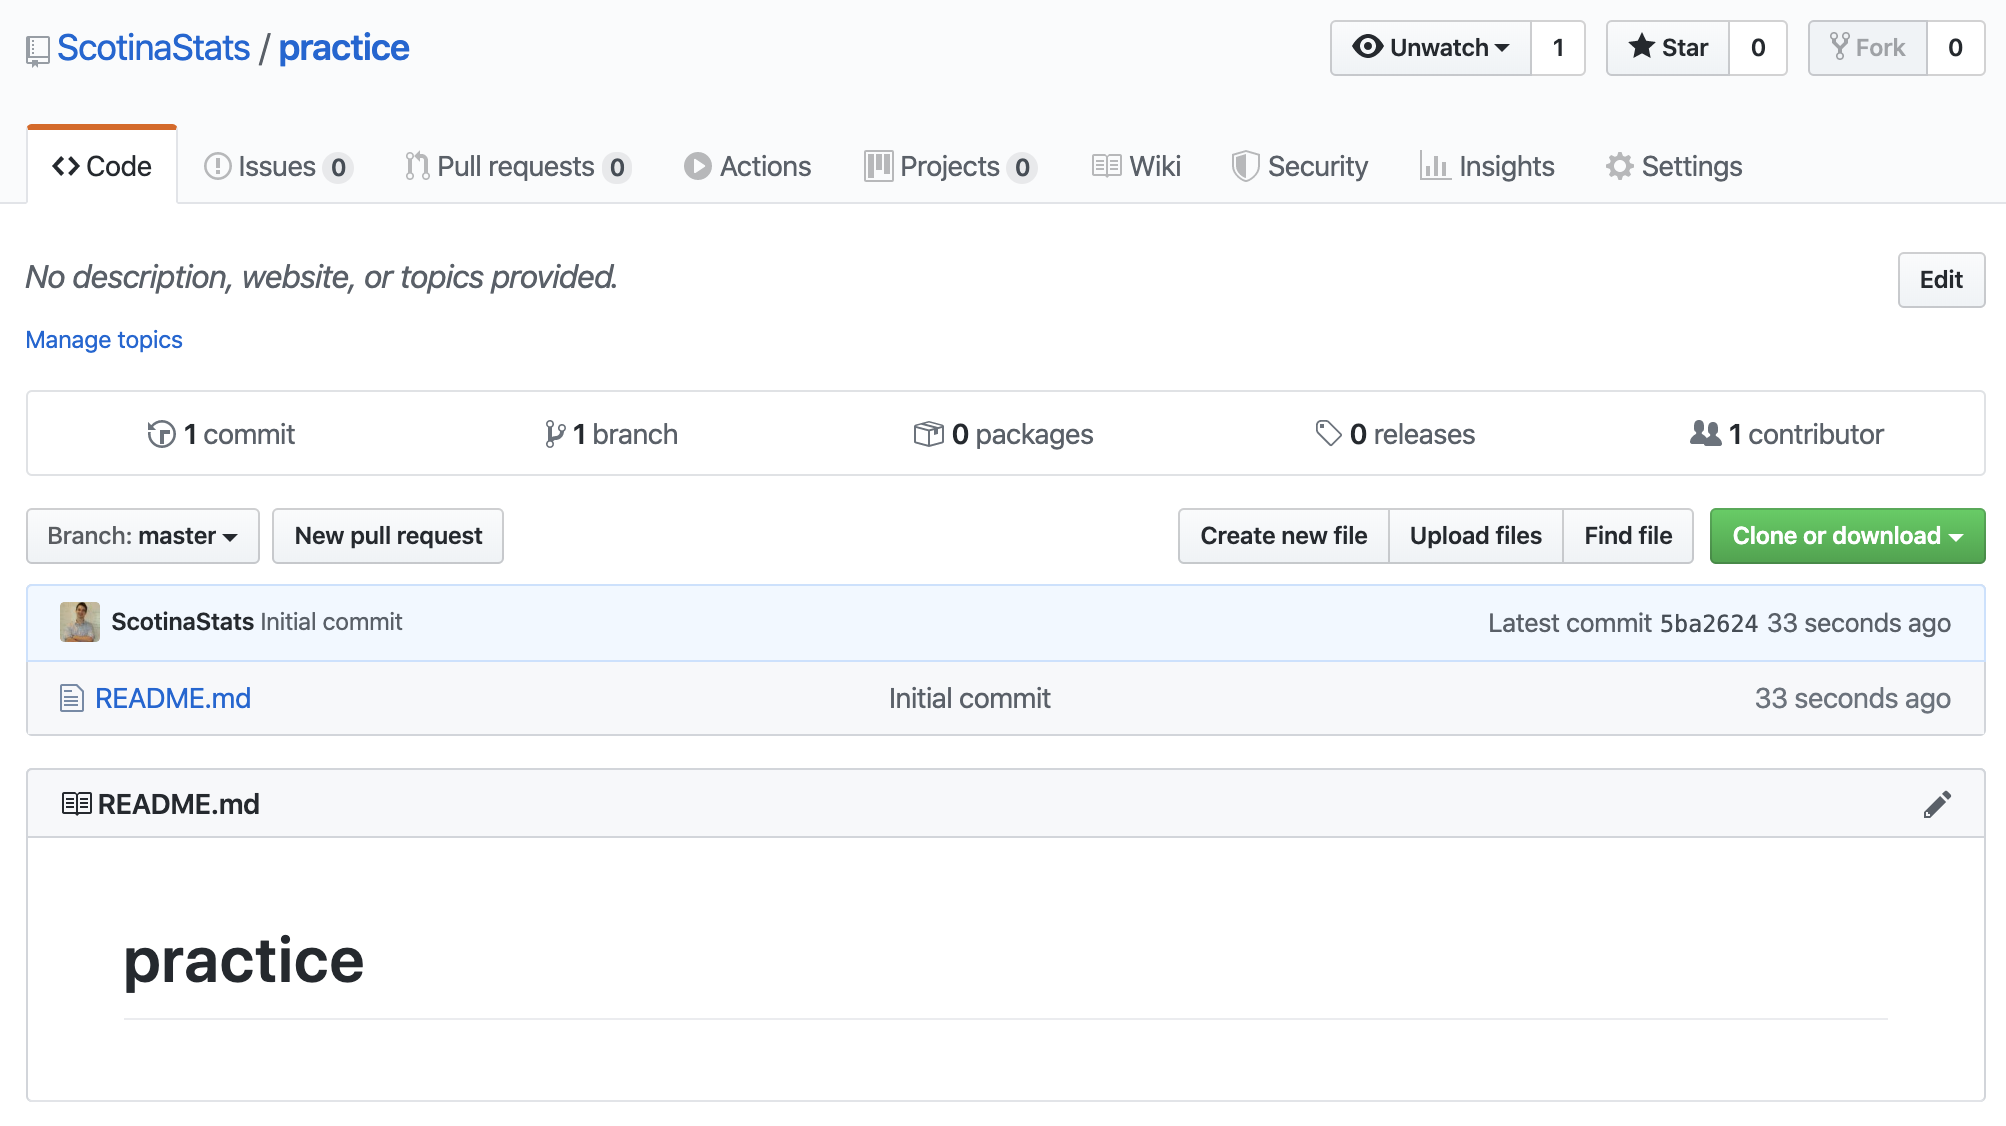 ScotinaStats / practice
Unwatch 1 Star 0 Fork 0
Code Issues 0 Pull requests 0 Actions Projects 0 Wiki Security Insights Settings
No description, website, or topics provided.
Edit
Manage topics
1 commit 1 branch 0 packages 0 releases 1 contributor
Branch: master New pull request Create new file Upload files Find file Clone or download
ScotinaStats Initial commit Latest commit 5ba2624 33 seconds ago
README.md Initial commit 33 seconds ago
README.md
practice